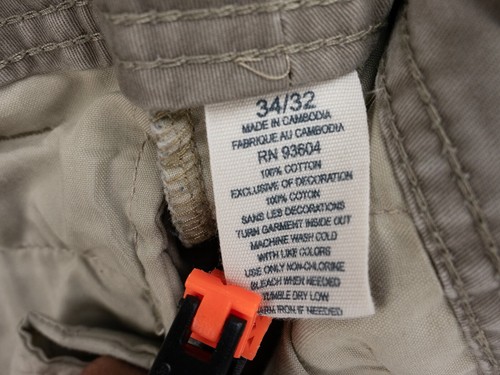 34/32
MADE IN CAMBODIA
FABRIQUE AU CAMBODIA
RN 93604
100% COTTON
EXCLUSIVE OF DECORATION
100% COTON
SANS LES DECORATIONS
TURN GARMENT INSIDE OUT
MACHINE WASH COLD
WITH LIKE COLORS
USE ONLY NON-CHLORINE
BLEACH WHEN NEEDED
TUMBLE DRY LOW
IRON IF NEEDED